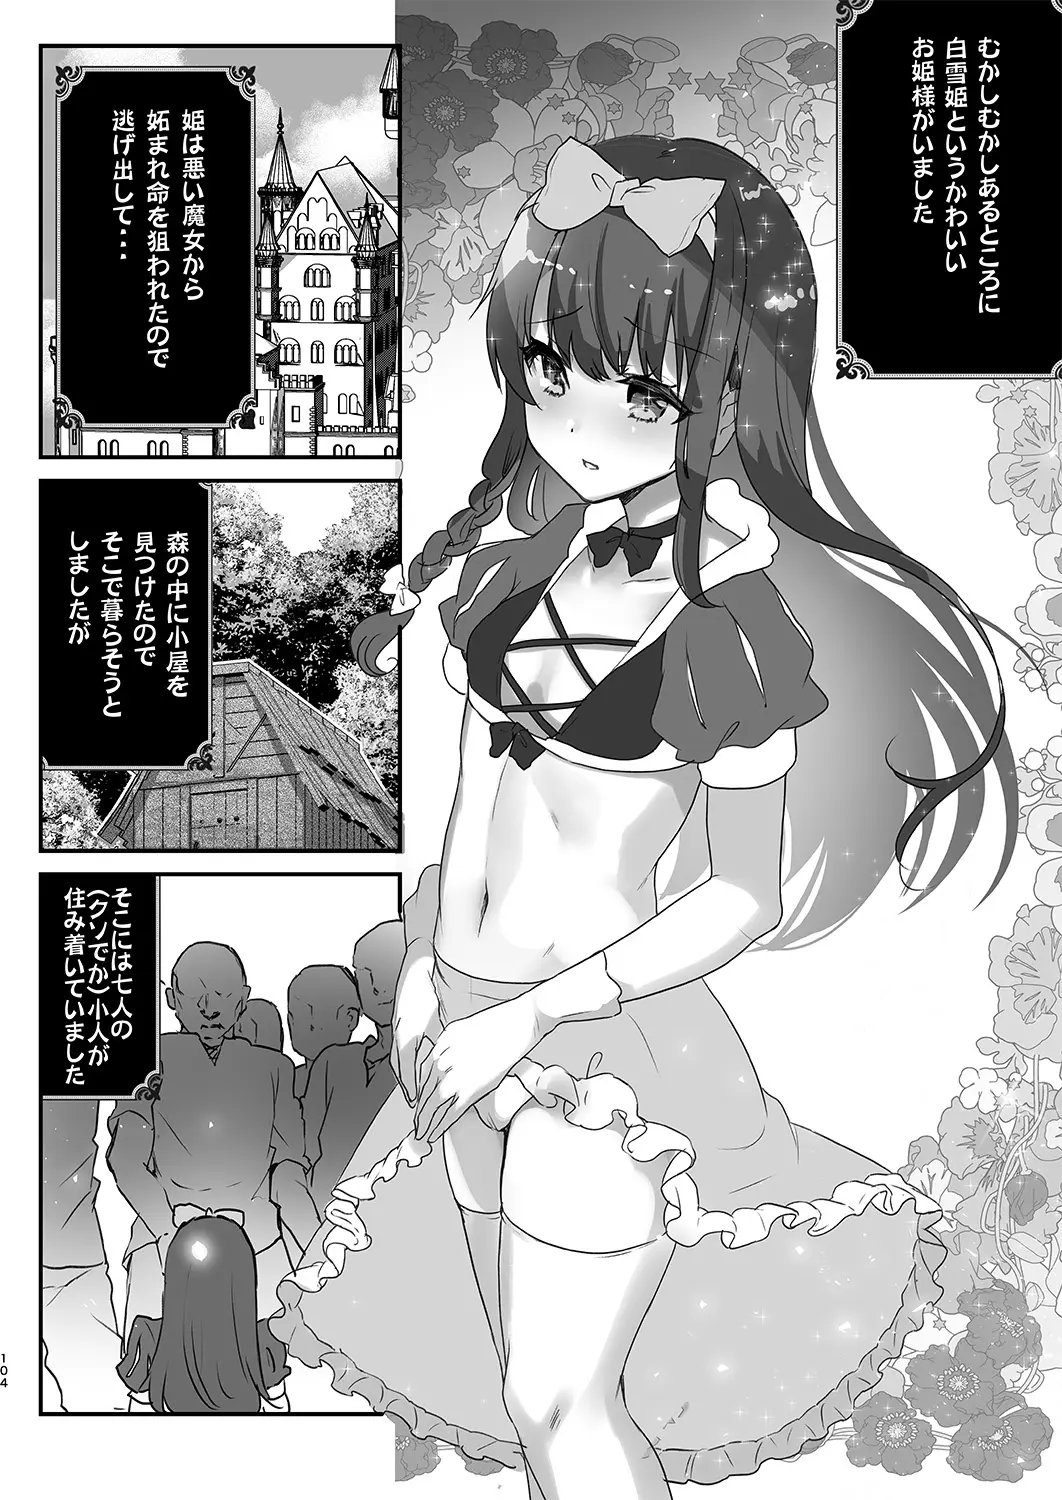 むかしむかしあるところに
白雪姫というかわいい
お姫様がいました
姫は悪い魔女から
妬まれ命を狙われたので
逃げ出して…
森の中に小屋を
見つけたので
そこで暮らそうと
しましたが
そこには七人の
(クソでか)小人が
住み着いていました
104